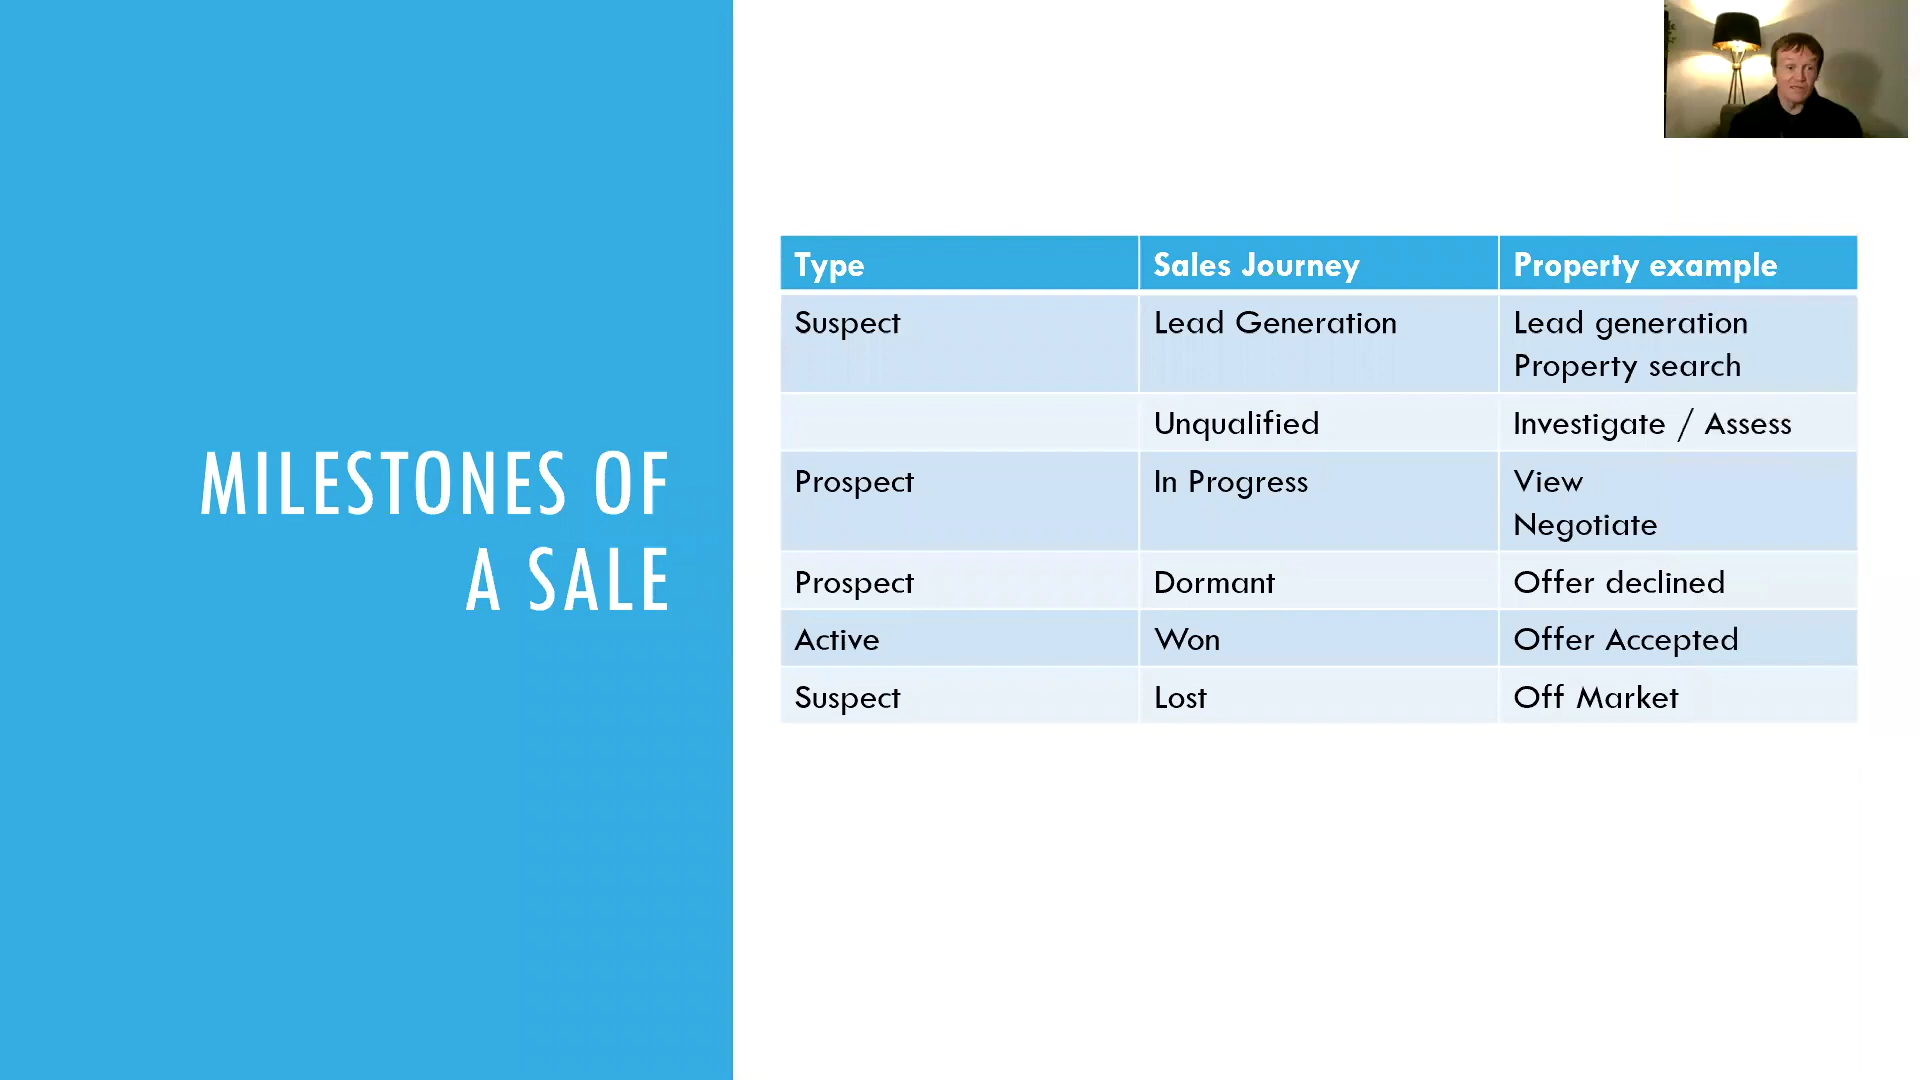 MILESTONES OF
A SALE
Type Sales Journey Property example
Suspect Lead Generation Lead generation
Property search
Unqualified Investigate / Assess
Prospect In Progress View
Negotiate
Prospect Dormant Offer declined
Active Won Offer Accepted
Suspect Lost Off Market